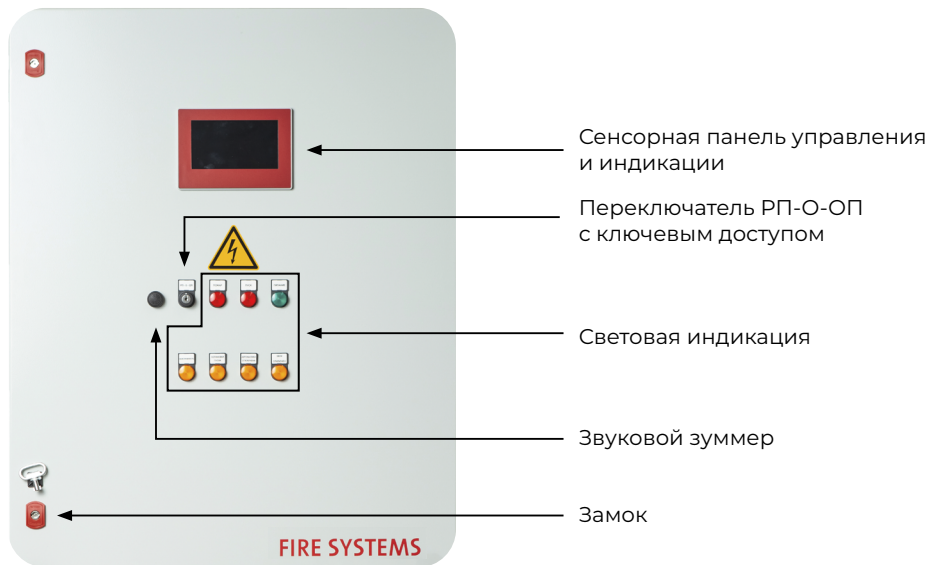 Сенсорная панель управления
и индикации
Переключатель РП-О-ОП
с ключевым доступом
Световая индикация
Звуковой зуммер
Замок
FIRE SYSTEMS